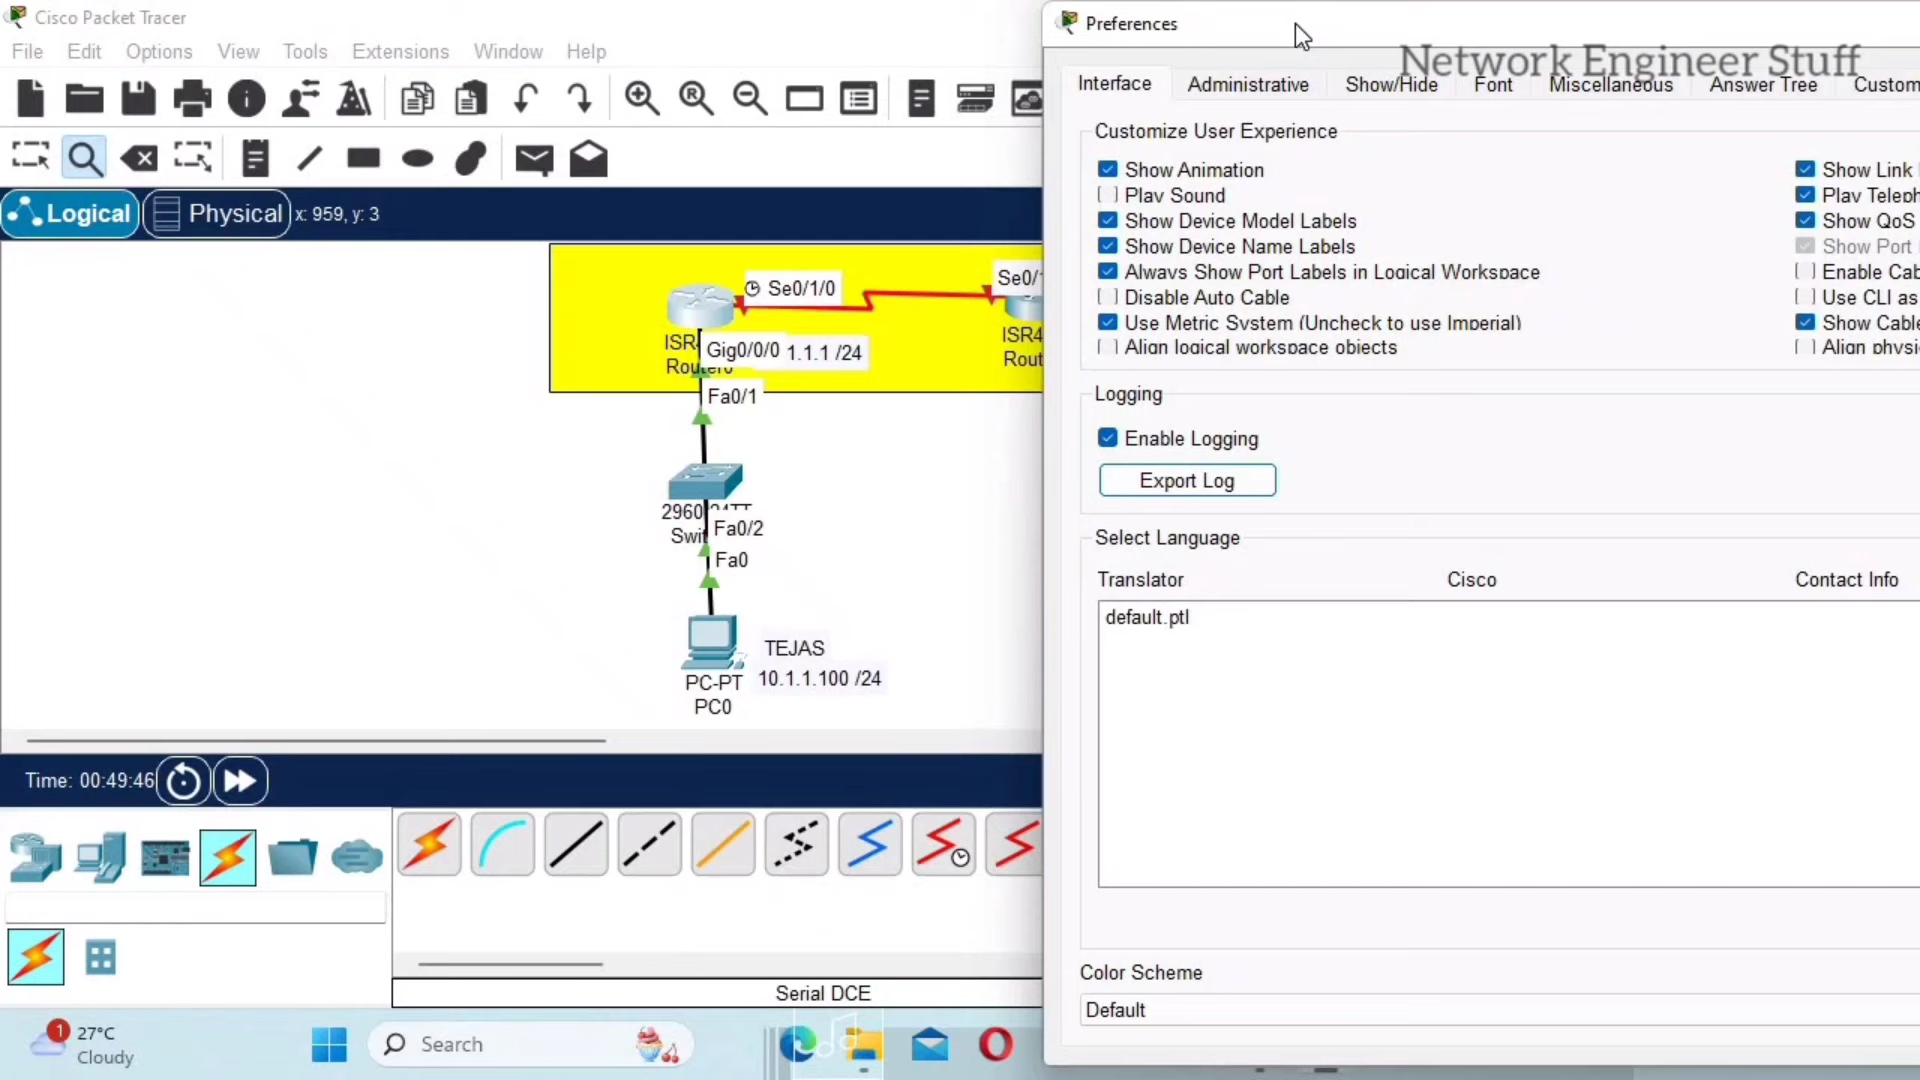 Cisco Packet Tracer
File Edit Options View Tools Extensions Window Help
Logical
Physical
x: 959, y: 3
Se0/1/0
Se0/1
ISR4
Router0
Gig0/0/0
1.1.1 /24
Fa0/1
ISR4
Rout
2960-24TT
Swit
Fa0/2
Fa0
TEJAS
10.1.1.100 /24
PC-PT
PC0
Time: 00:49:46
Serial DCE
1
27°C
Cloudy
Search
Preferences
Network Engineer Stuff
Interface Administrative Show/Hide Font Miscellaneous Answer Tree Custom
Customize User Experience
Show Animation
Play Sound
Show Device Model Labels
Show Device Name Labels
Always Show Port Labels in Logical Workspace
Disable Auto Cable
Use Metric System (Uncheck to use Imperial)
Align logical workspace objects
Show Link
Play Teleph
Show QoS
Show Port
Enable Cab
Use CLI as
Show Cable
Align physi
Logging
Enable Logging
Export Log
Select Language
Translator Cisco Contact Info
default.ptl
Color Scheme
Default